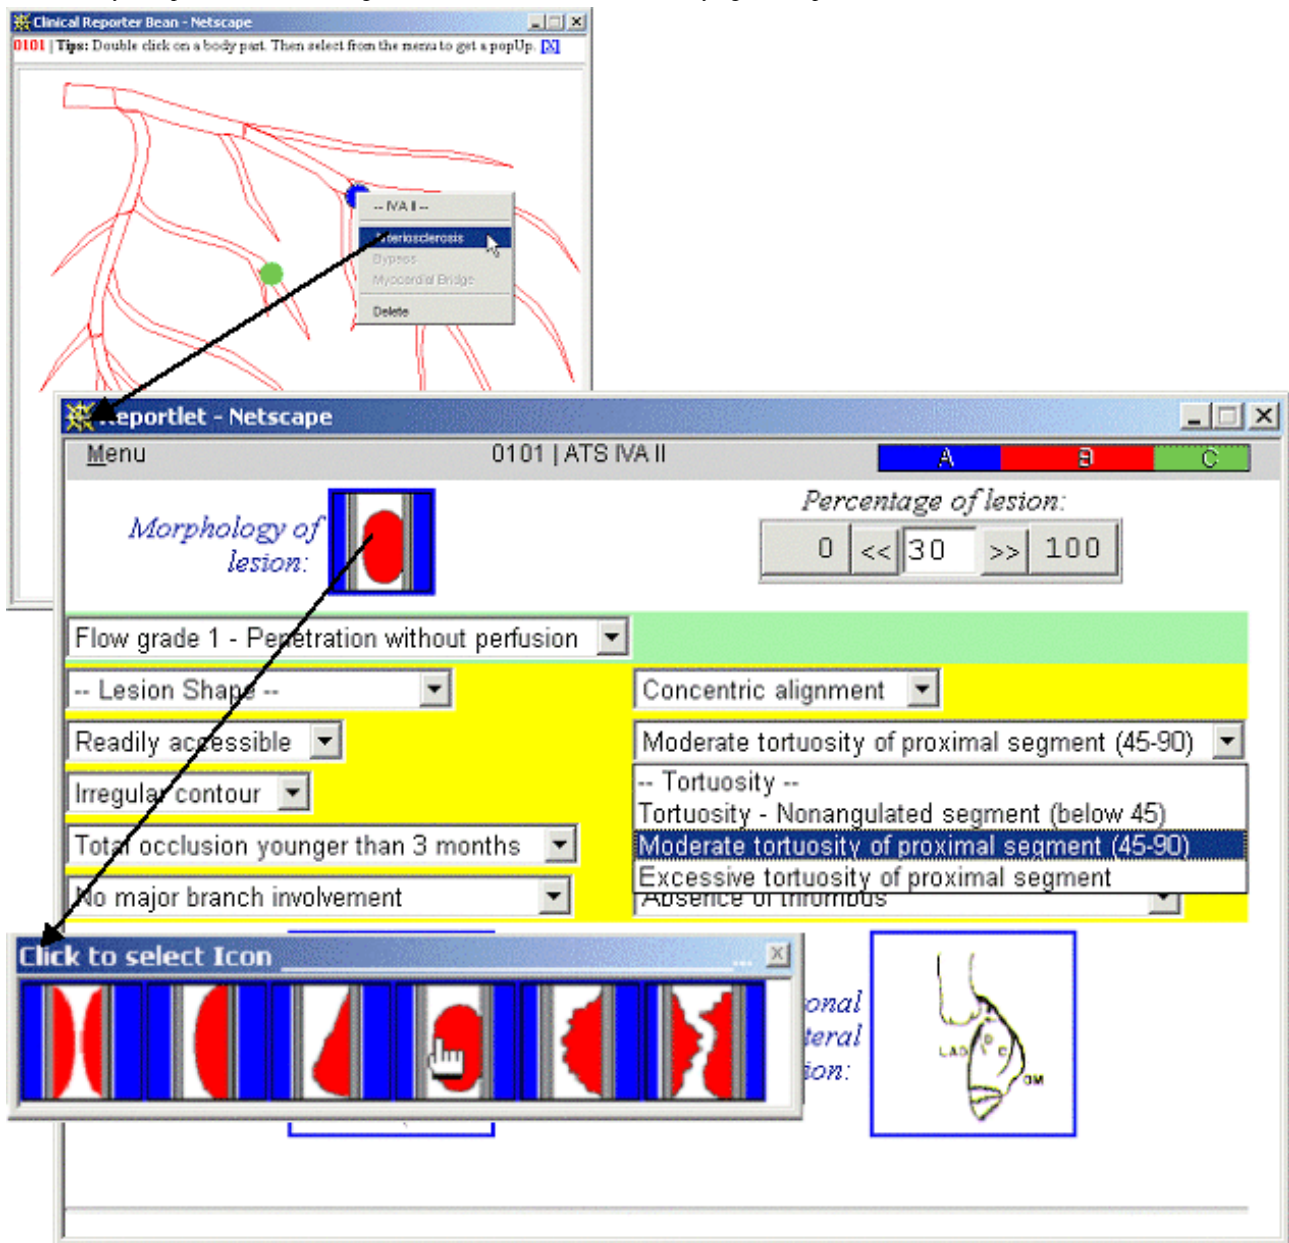 Clinical Reporter Bean - Netscape
0101 | Tips: Double click on a body part. Then select from the menu to get a popUp. [X]
-- IVA I --
Arteriosclerosis
Bypass
Myocardial Bridge
Delete
Reportlet - Netscape
Menu 0101 | ATS IVA II A B C
Morphology of lesion:
Percentage of lesion:
0 << 30 >> 100
Flow grade 1 - Penetration without perfusion
-- Lesion Shape -- Concentric alignment
Readily accessible Moderate tortuosity of proximal segment (45-90)
-- Tortuosity --
Irregular contour Tortuosity - Nonangulated segment (below 45)
Total occlusion younger than 3 months Moderate tortuosity of proximal segment (45-90)
Excessive tortuosity of proximal segment
No major branch involvement Absence of thrombus
Click to select Icon ...
onal
teral
ion:
LAD
D
C
OM